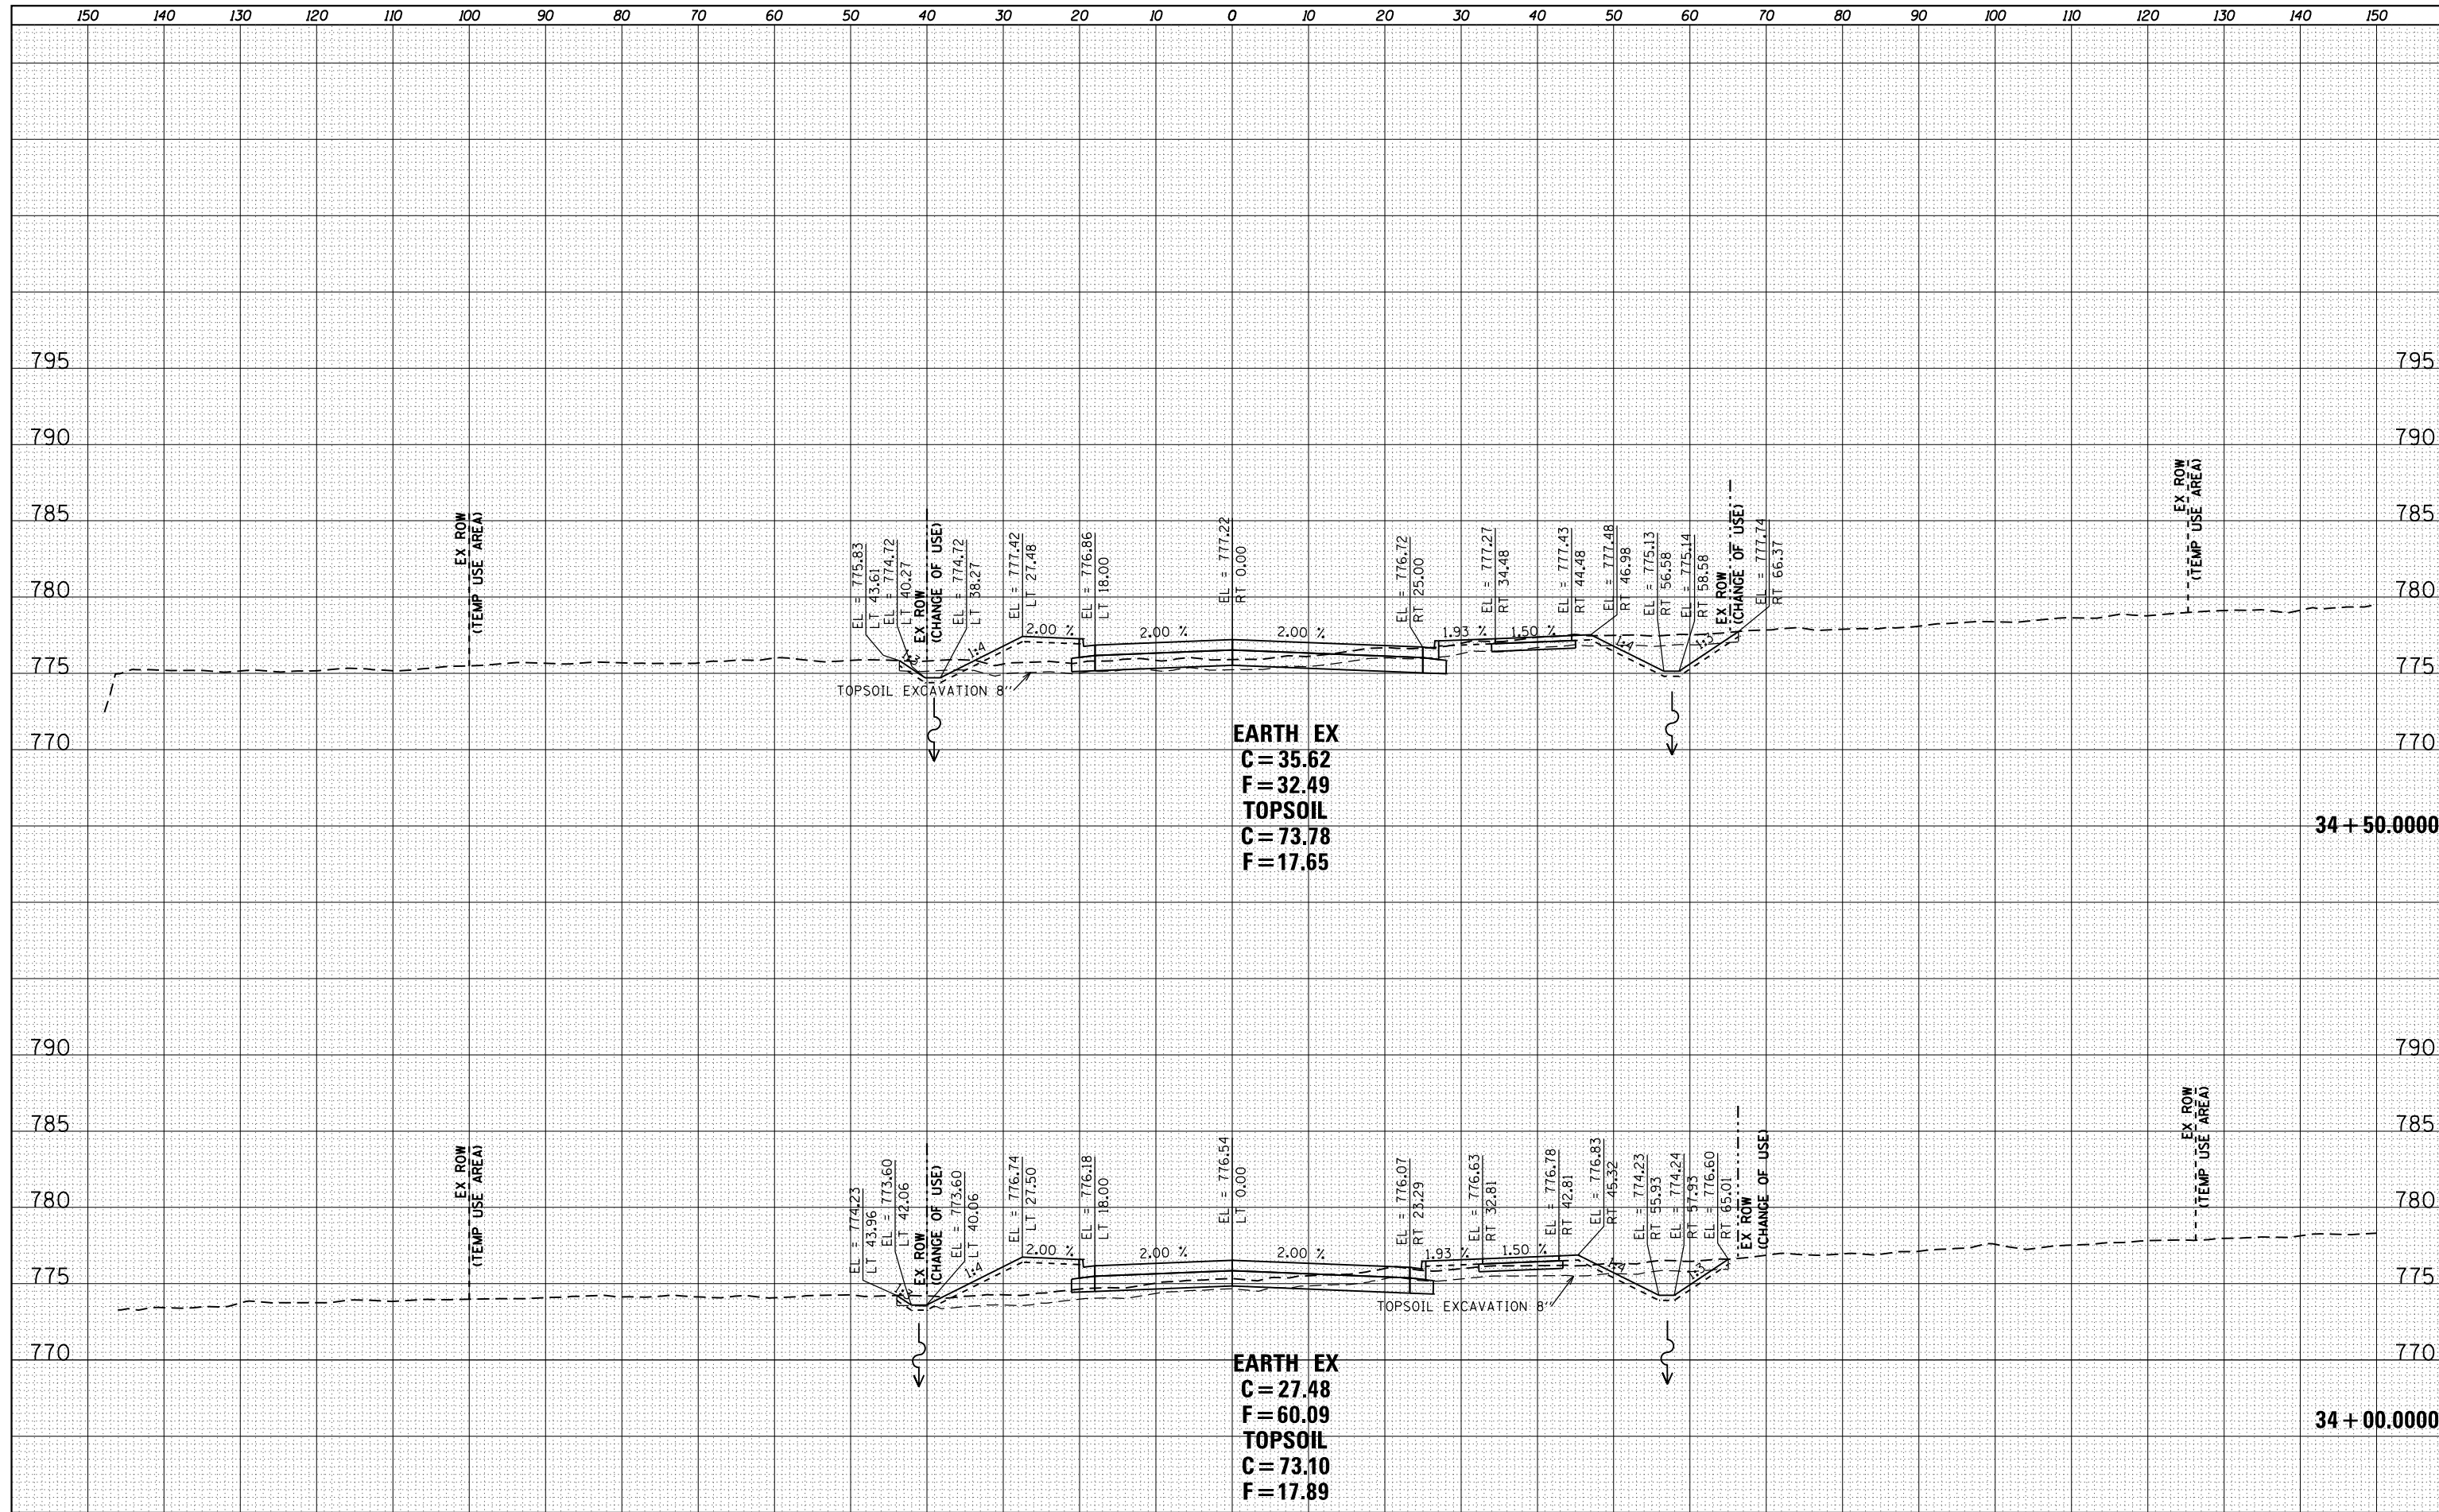 150 140 130 120 110 100 90 80 70 60 50 40 30 20 10 0 10 20 30 40 50 60 70 80 90 100 110 120 130 140 150
795 795
790 790
785 785
780 780
775 775
770 770
EX ROW
(TEMP USE AREA)
EL = 775.83
LT 43.61
EL = 774.72
LT 40.27
EX ROW
(CHANGE OF USE)
EL = 774.72
LT 38.27
EL = 777.42
LT 27.48
EL = 776.86
LT 18.00
EL = 777.22
RT 0.00
EL = 776.72
RT 25.00
EL = 777.27
RT 34.48
EL = 777.43
RT 44.48
EL = 777.48
RT 46.98
EL = 775.13
RT 56.58
EL = 775.14
RT 58.58
EX ROW
(CHANGE OF USE)
EL = 777.74
RT 66.37
EX ROW
(TEMP USE AREA)
1:3
1:4
2.00 %
2.00 %
2.00 %
1.93 %
1.50 %
1:4
1:3
TOPSOIL EXCAVATION 8"
EARTH EX
C = 35.62
F = 32.49
TOPSOIL
C = 73.78
F = 17.65
34 + 50.0000
790 790
785 785
780 780
775 775
770 770
EX ROW
(TEMP USE AREA)
EL = 774.23
LT 43.96
EL = 773.60
LT 42.06
EX ROW
(CHANGE OF USE)
EL = 773.60
LT 40.06
EL = 776.74
LT 27.50
EL = 776.18
LT 18.00
EL = 776.54
LT 0.00
EL = 776.07
RT 23.29
EL = 776.63
RT 32.81
EL = 776.78
RT 42.81
EL = 776.83
RT 45.32
EL = 774.23
RT 55.93
EL = 774.24
RT 57.93
EL = 776.60
RT 65.01
EX ROW
(CHANGE OF USE)
EX ROW
(TEMP USE AREA)
1:4
2.00 %
2.00 %
2.00 %
1.93 %
1.50 %
1:4
1:3
TOPSOIL EXCAVATION 8"
EARTH EX
C = 27.48
F = 60.09
TOPSOIL
C = 73.10
F = 17.89
34 + 00.0000